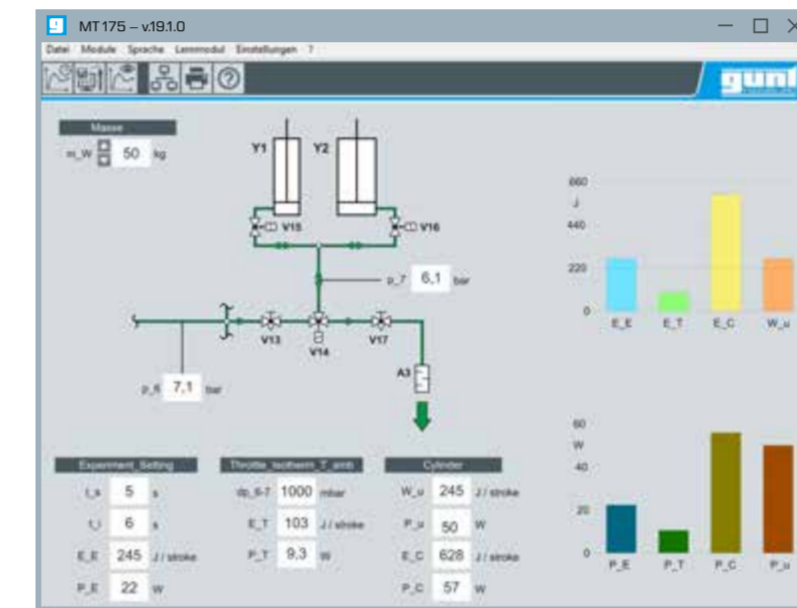 MT 175 – v.19.1.0
Datei Module Sprache Lernmodul Einstellungen ?
gunt
Masse
m_W 50 kg
Y1 Y2
V15 V16
p_7 6,1 bar
V13 V14 V17
p_6 7,1 bar
A3
660
J
440
220
0
E_E E_T E_C W_u
60
W
40
20
0
P_E P_T P_C P_u
Experiment_Setting
t_s 5 s
t_i 6 s
E_E 245 J / stroke
P_E 22 W
Throttle_Isotherm_T_amb
dp_6-7 1000 mbar
E_T 103 J / stroke
P_T 9,3 W
Cylinder
W_u 245 J / stroke
P_u 50 W
E_C 628 J / stroke
P_C 57 W